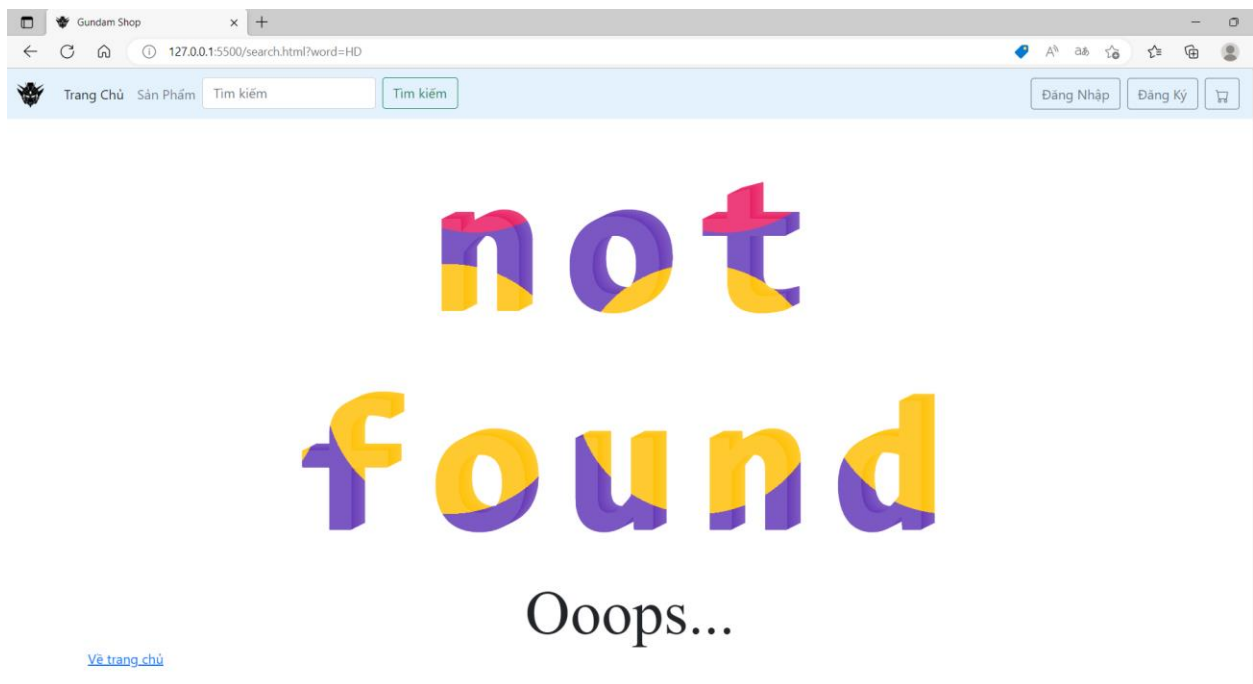 Gundam Shop
127.0.0.1:5500/search.html?word=HD
Trang Chủ Sản Phẩm Tìm kiếm Tìm kiếm Đăng Nhập Đăng Ký
not
found
Ooops...
Về trang chủ